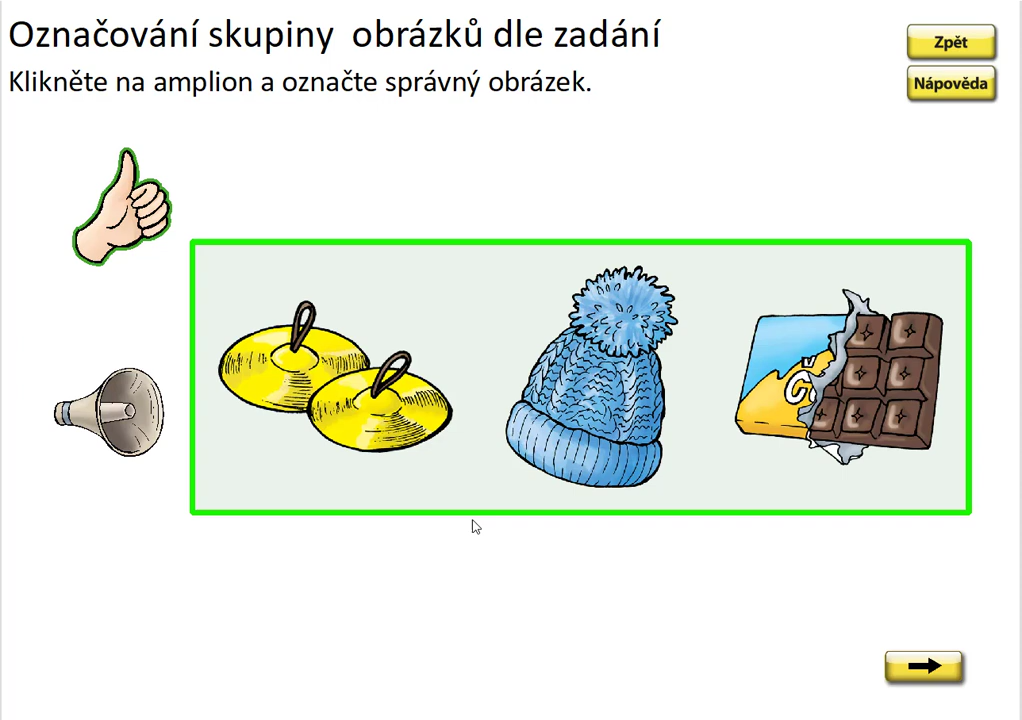 Označování skupiny  obrázků dle zadání
Zpět
Klikněte na amplion a označte správný obrázek.
Nápověda